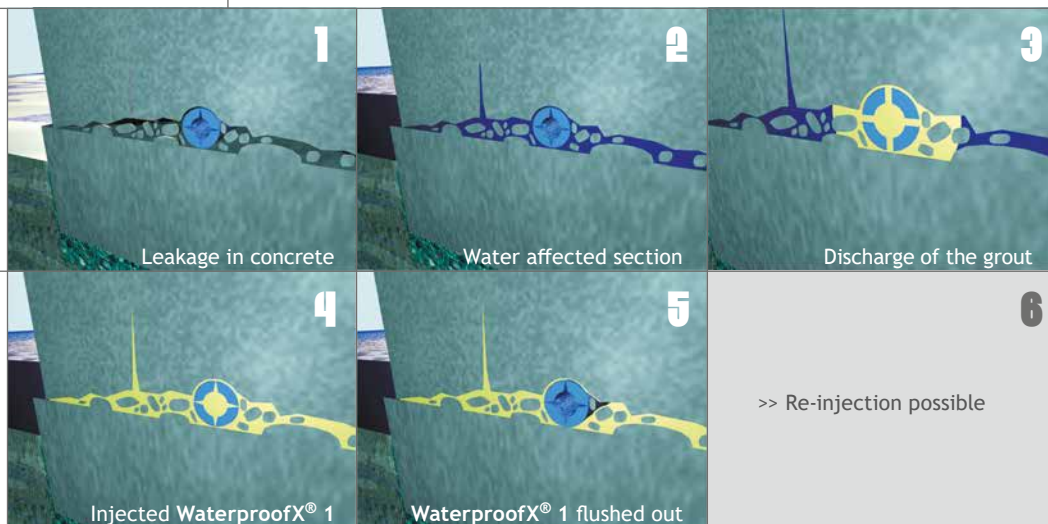 1
Leakage in concrete
2
Water affected section
3
Discharge of the grout
4
Injected WaterproofX® 1
5
WaterproofX® 1 flushed out
6
>> Re-injection possible